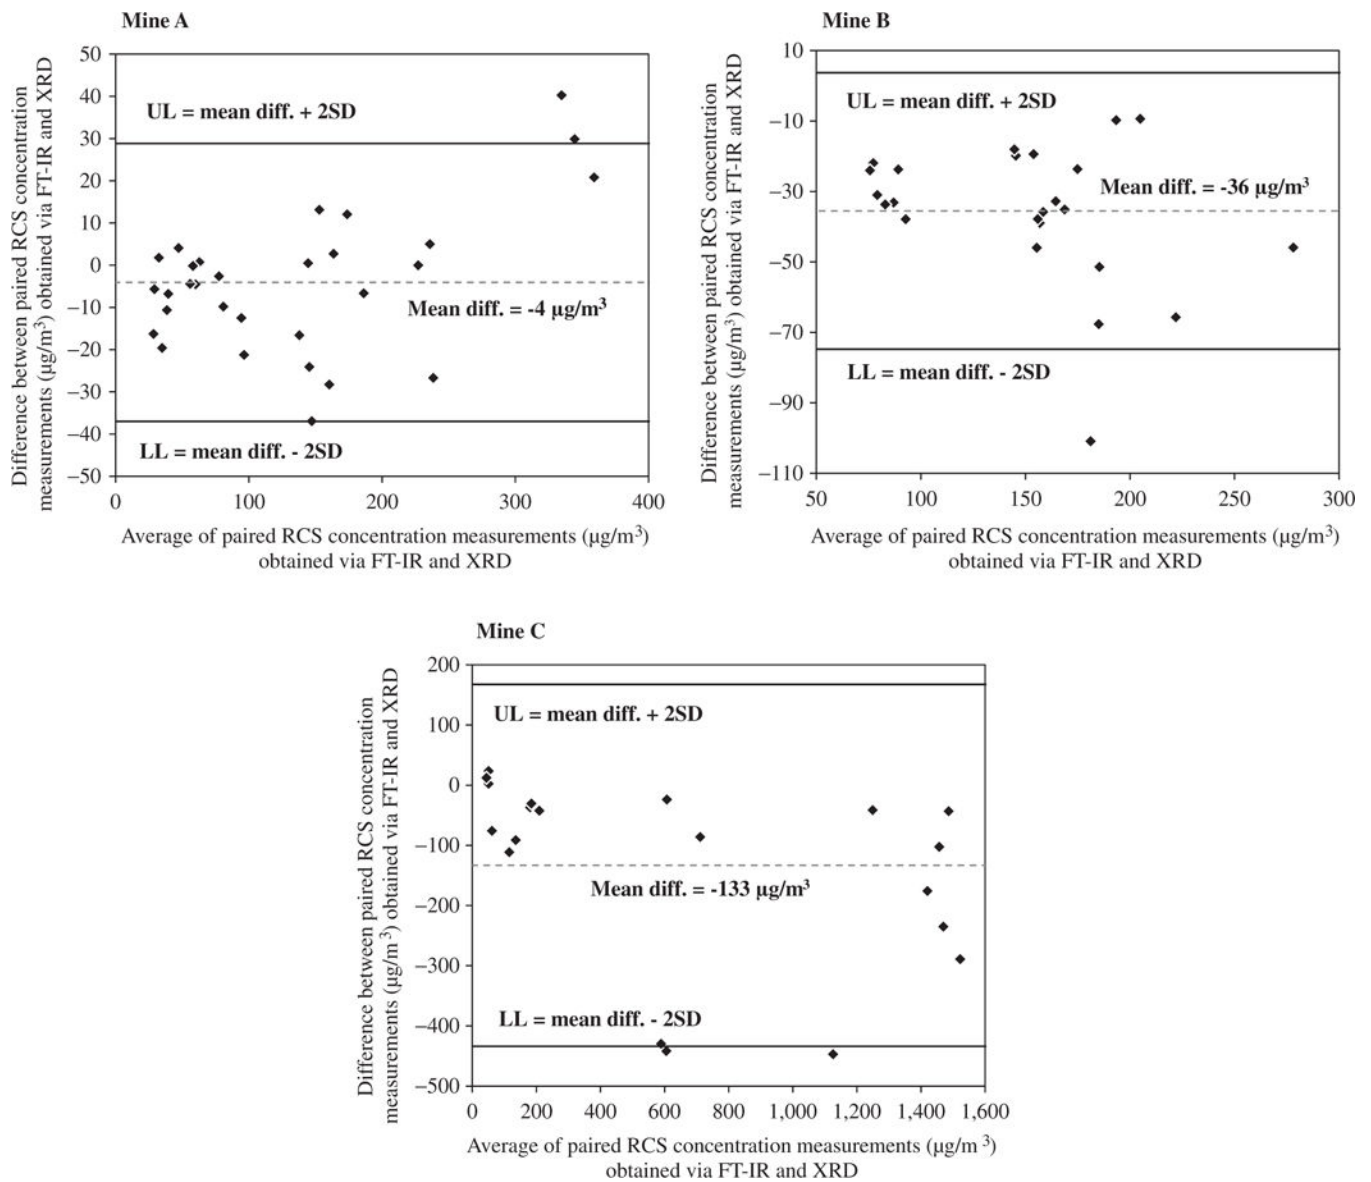 Mine A
Difference between paired RCS concentration
measurements (µg/m³) obtained via FT-IR and XRD
50
40
30
20
10
0
–10
–20
–30
–40
–50
UL = mean diff. + 2SD
Mean diff. = -4 µg/m³
LL = mean diff. - 2SD
0
100
200
300
400
Average of paired RCS concentration measurements (µg/m³)
obtained via FT-IR and XRD
Mine B
Difference between paired RCS concentration
measurements (µg/m³) obtained via FT-IR and XRD
10
–10
–30
–50
–70
–90
–110
UL = mean diff. + 2SD
Mean diff. = -36 µg/m³
LL = mean diff. - 2SD
50
100
150
200
250
300
Average of paired RCS concentration measurements (µg/m³)
obtained via FT-IR and XRD
Mine C
Difference between paired RCS concentration
measurements (µg/m ³) obtained via FT-IR and XRD
200
100
0
–100
–200
–300
–400
–500
UL = mean diff. + 2SD
Mean diff. = -133 µg/m³
LL = mean diff. - 2SD
0
200
400
600
800
1,000
1,200
1,400
1,600
Average of paired RCS concentration measurements (µg/m ³)
obtained via FT-IR and XRD